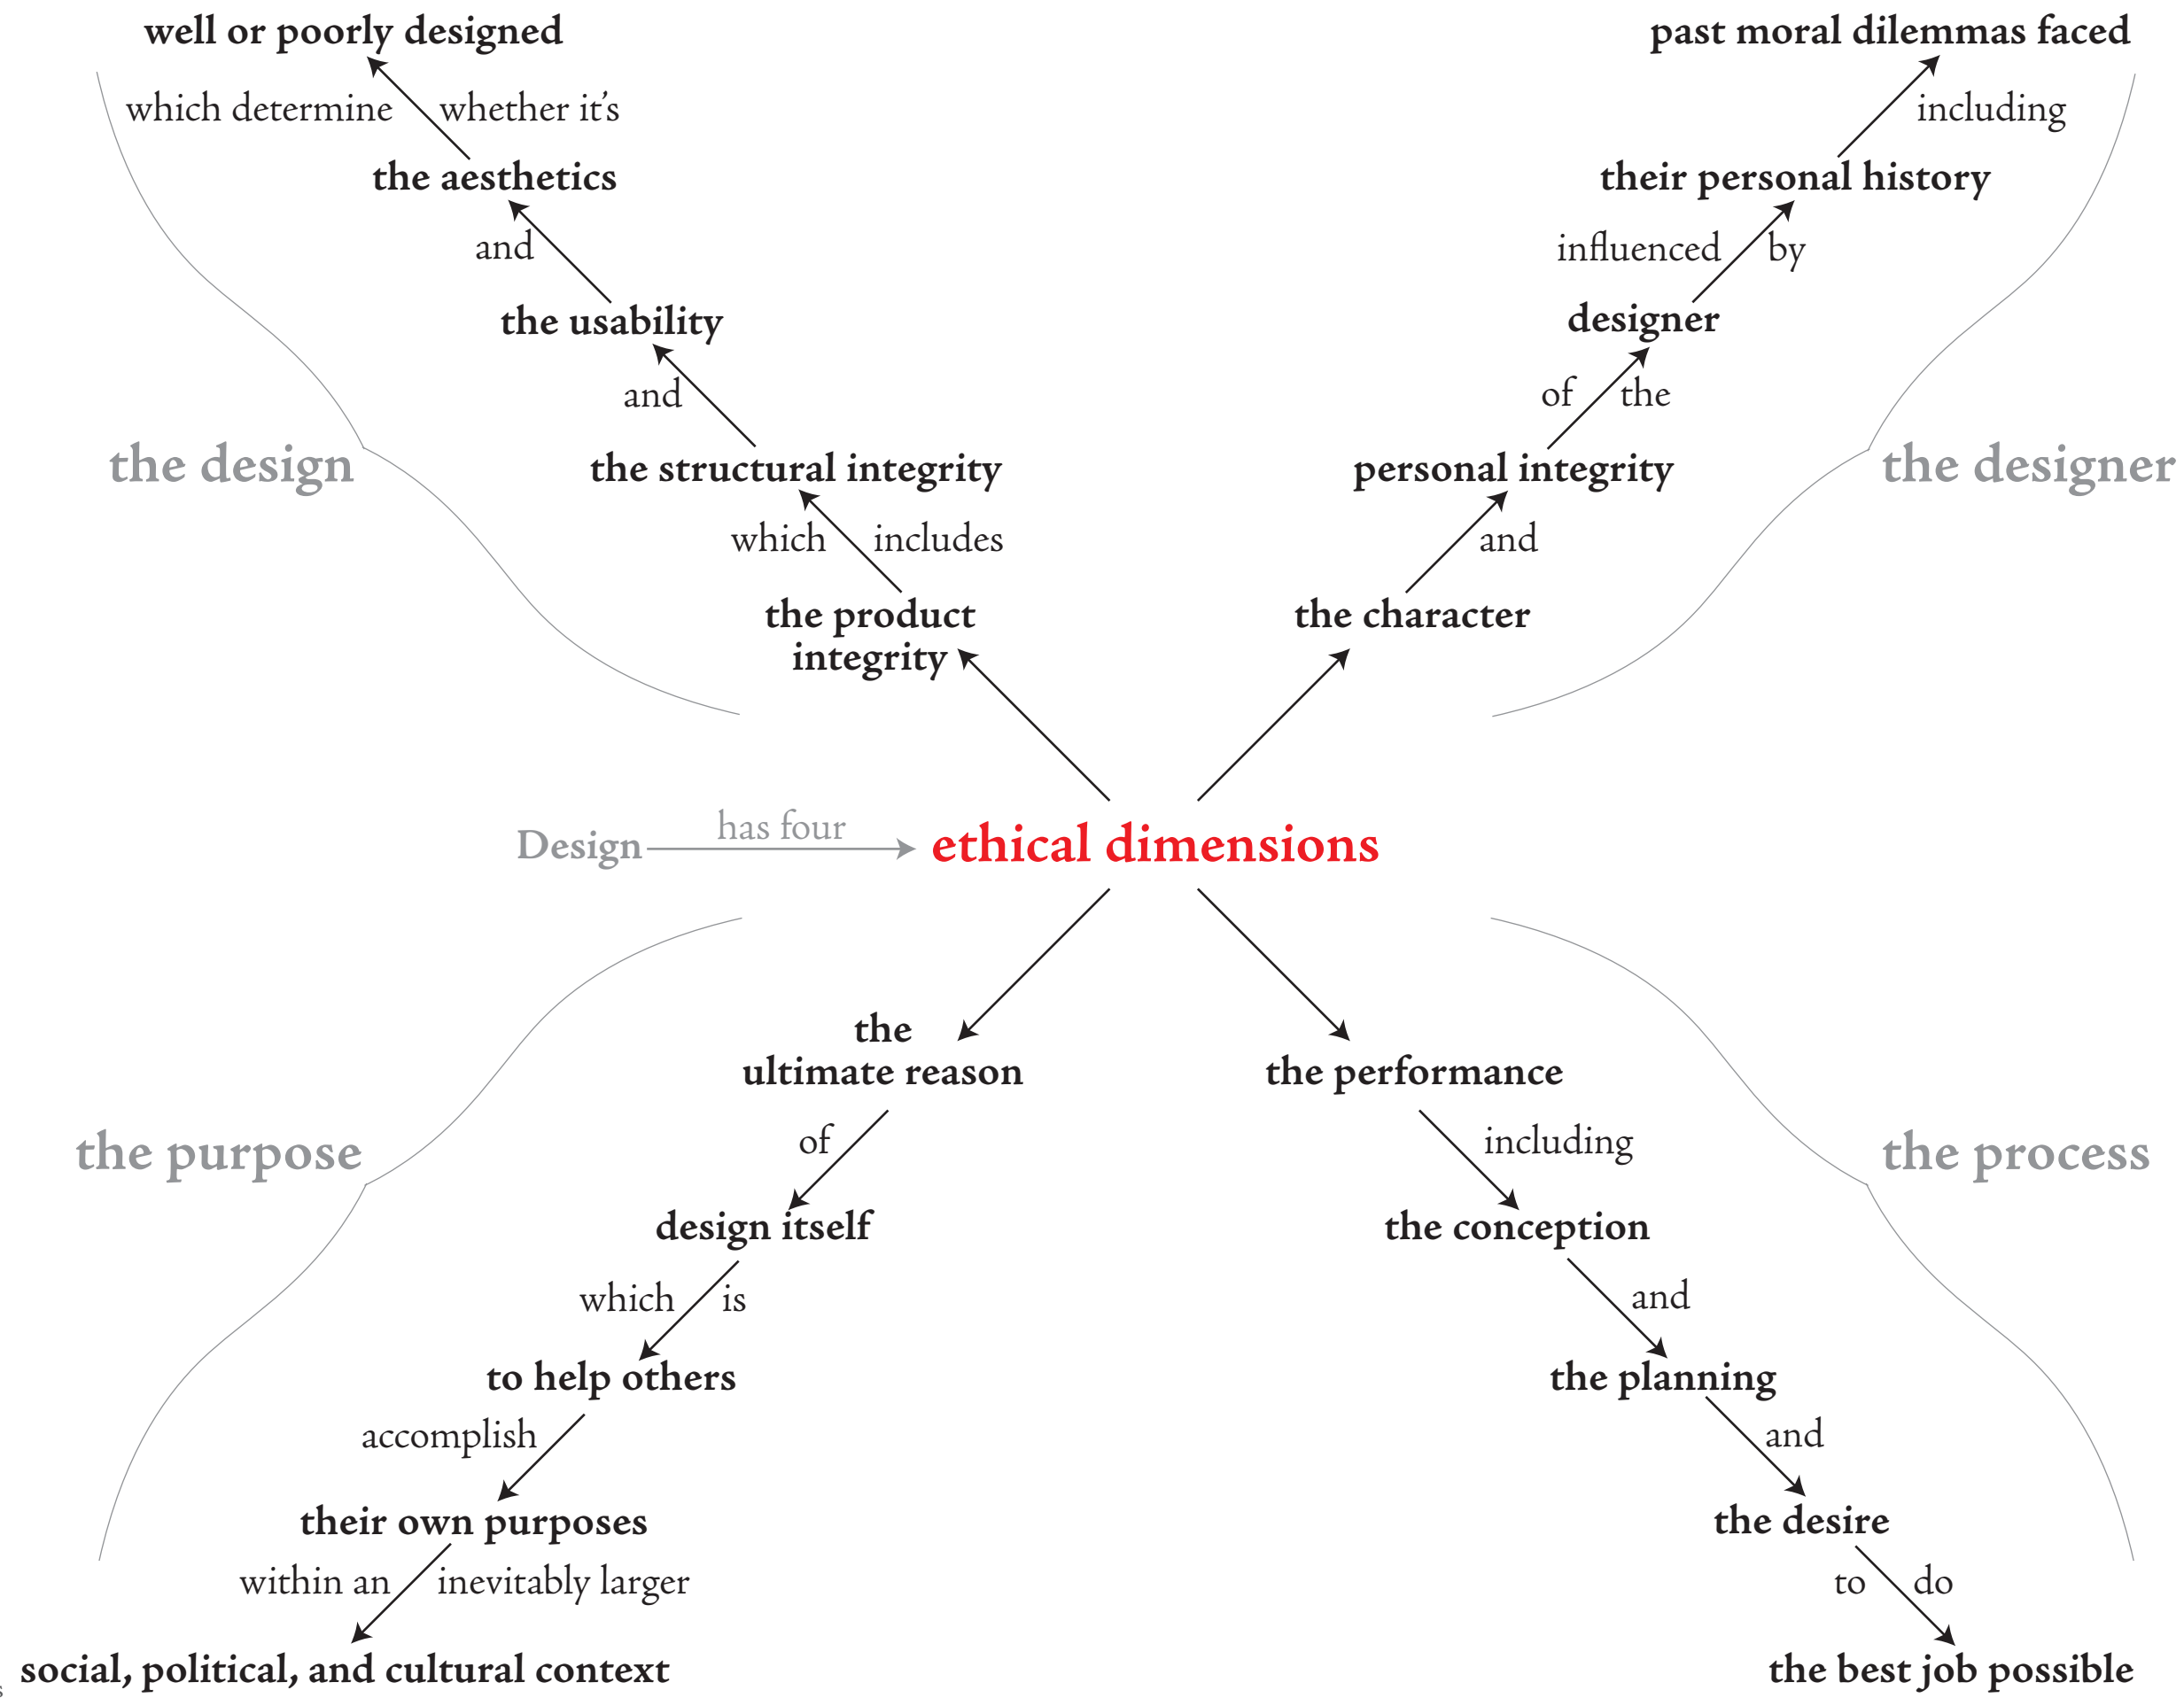 well or poorly designed
which determine whether it's
the aesthetics
and
the usability
and
the structural integrity
which includes
the product
integrity
the design
past moral dilemmas faced
including
their personal history
influenced by
designer
of the
personal integrity
and
the character
the designer
Design has four ethical dimensions
the
ultimate reason
of
design itself
which is
to help others
accomplish
their own purposes
within an inevitably larger
social, political, and cultural context
the purpose
the performance
including
the conception
and
the planning
and
the desire
to do
the best job possible
the process
s